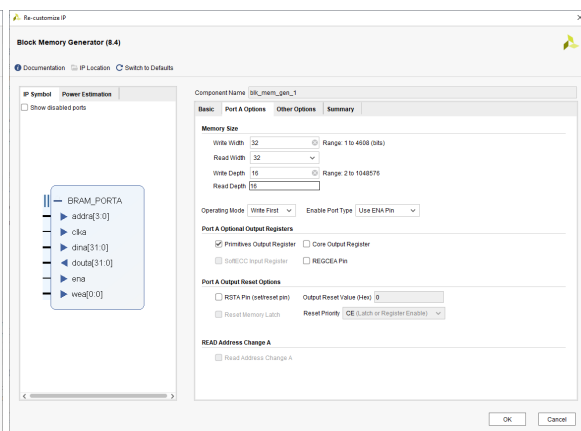 Re-customize IP
Block Memory Generator (8.4)
Documentation IP Location Switch to Defaults
IP Symbol Power Estimation
Show disabled ports
BRAM_PORTA
addra[3:0]
clka
dina[31:0]
douta[31:0]
ena
wea[0:0]
Component Name blk_mem_gen_1
Basic Port A Options Other Options Summary
Memory Size
Write Width 32 Range: 1 to 4608 (bits)
Read Width 32
Write Depth 16 Range: 2 to 1048576
Read Depth 16
Operating Mode Write First Enable Port Type Use ENA Pin
Port A Optional Output Registers
Primitives Output Register Core Output Register
SoftECC Input Register REGCEA Pin
Port A Output Reset Options
RSTA Pin (set/reset pin) Output Reset Value (Hex) 0
Reset Memory Latch Reset Priority CE (Latch or Register Enable)
READ Address Change A
Read Address Change A
OK Cancel